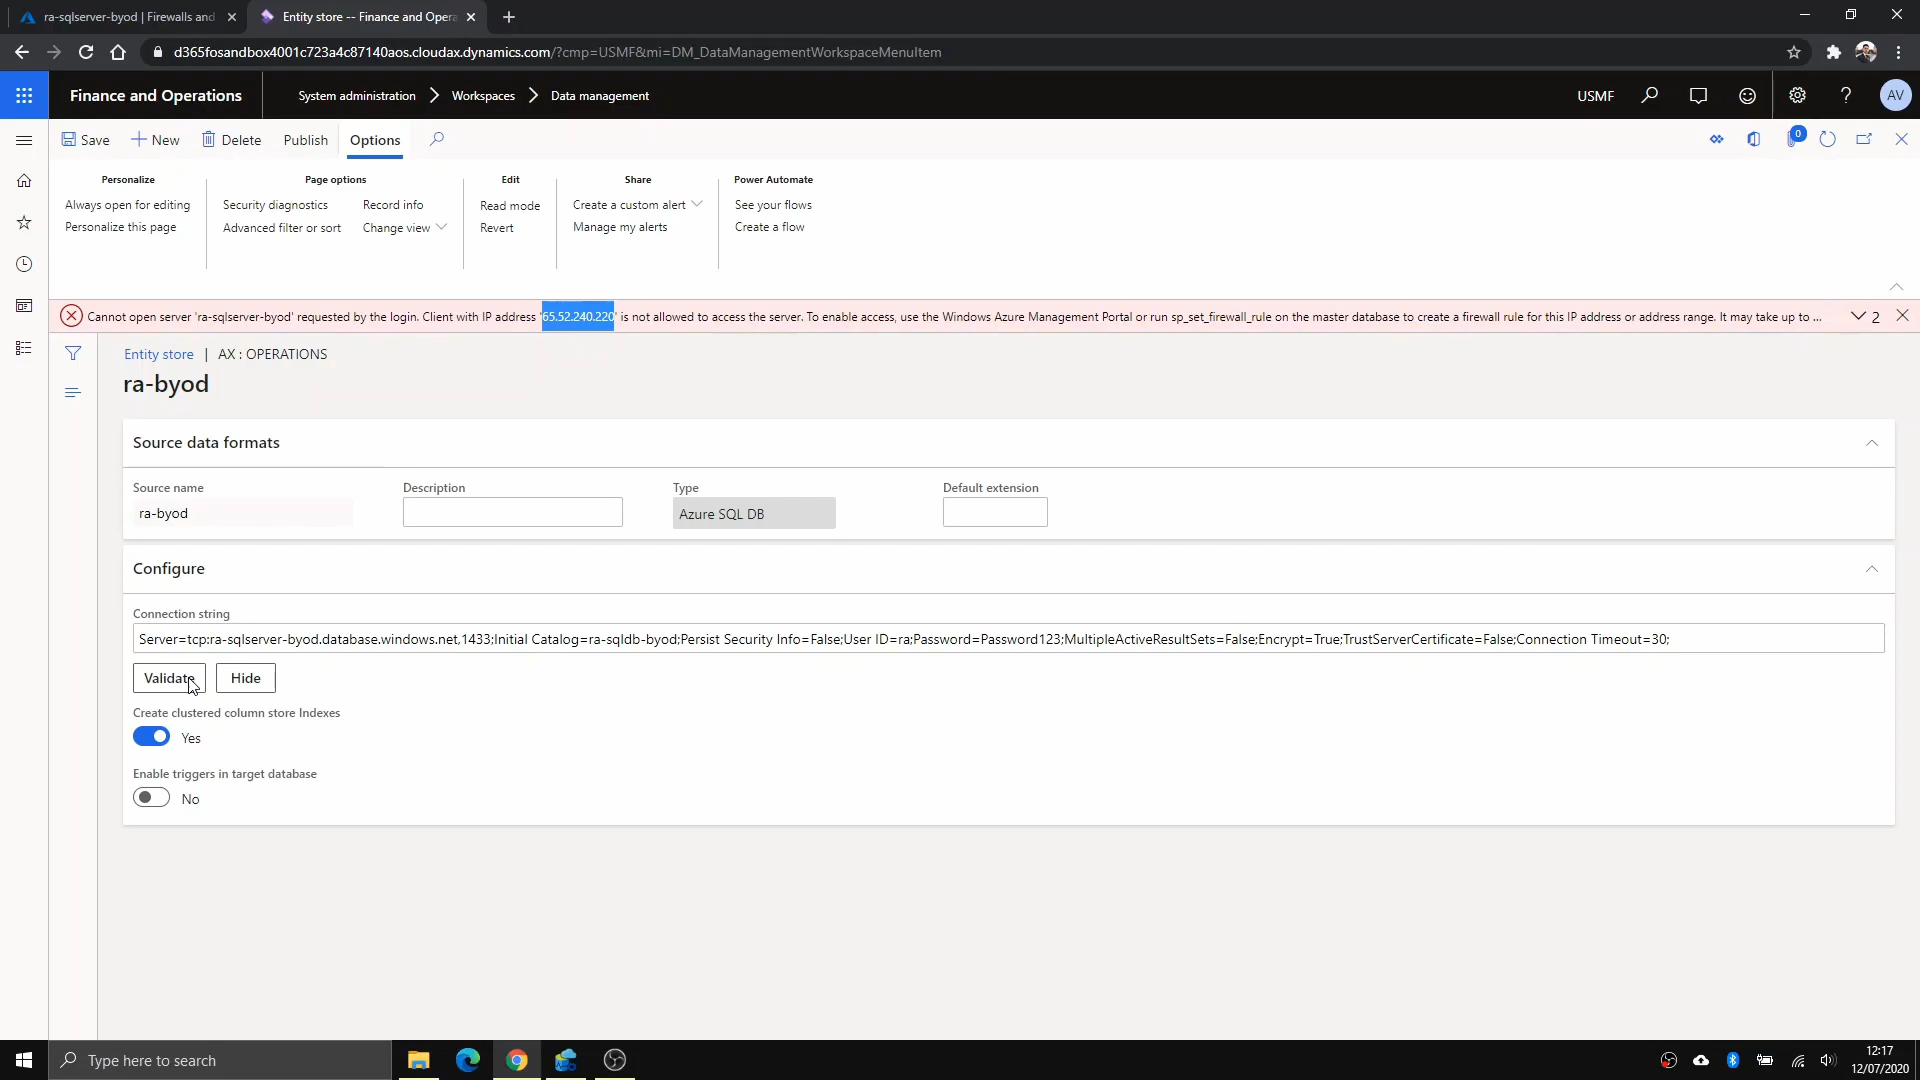 ra-sqlserver-byod | Firewalls and
Entity store -- Finance and Opera
d365fosandbox4001c723a4c87140aos.cloudax.dynamics.com/?cmp=USMF&mi=DM_DataManagementWorkspaceMenuItem
Finance and Operations
System administration
Workspaces
Data management
USMF
?
AV
Save
New
Delete
Publish
Options
0
Personalize
Always open for editing
Personalize this page
Page options
Security diagnostics
Record info
Advanced filter or sort
Change view
Edit
Read mode
Revert
Share
Create a custom alert
Manage my alerts
Power Automate
See your flows
Create a flow
Cannot open server 'ra-sqlserver-byod' requested by the login. Client with IP address '65.52.240.220' is not allowed to access the server. To enable access, use the Windows Azure Management Portal or run sp_set_firewall_rule on the master database to create a firewall rule for this IP address or address range. It may take up to ...
2
Entity store | AX : OPERATIONS
ra-byod
Source data formats
Source name
ra-byod
Description
Type
Azure SQL DB
Default extension
Configure
Connection string
Server=tcp:ra-sqlserver-byod.database.windows.net,1433;Initial Catalog=ra-sqldb-byod;Persist Security Info=False;User ID=ra;Password=Password123;MultipleActiveResultSets=False;Encrypt=True;TrustServerCertificate=False;Connection Timeout=30;
Validate
Hide
Create clustered column store Indexes
Yes
Enable triggers in target database
No
Type here to search
12:17
12/07/2020